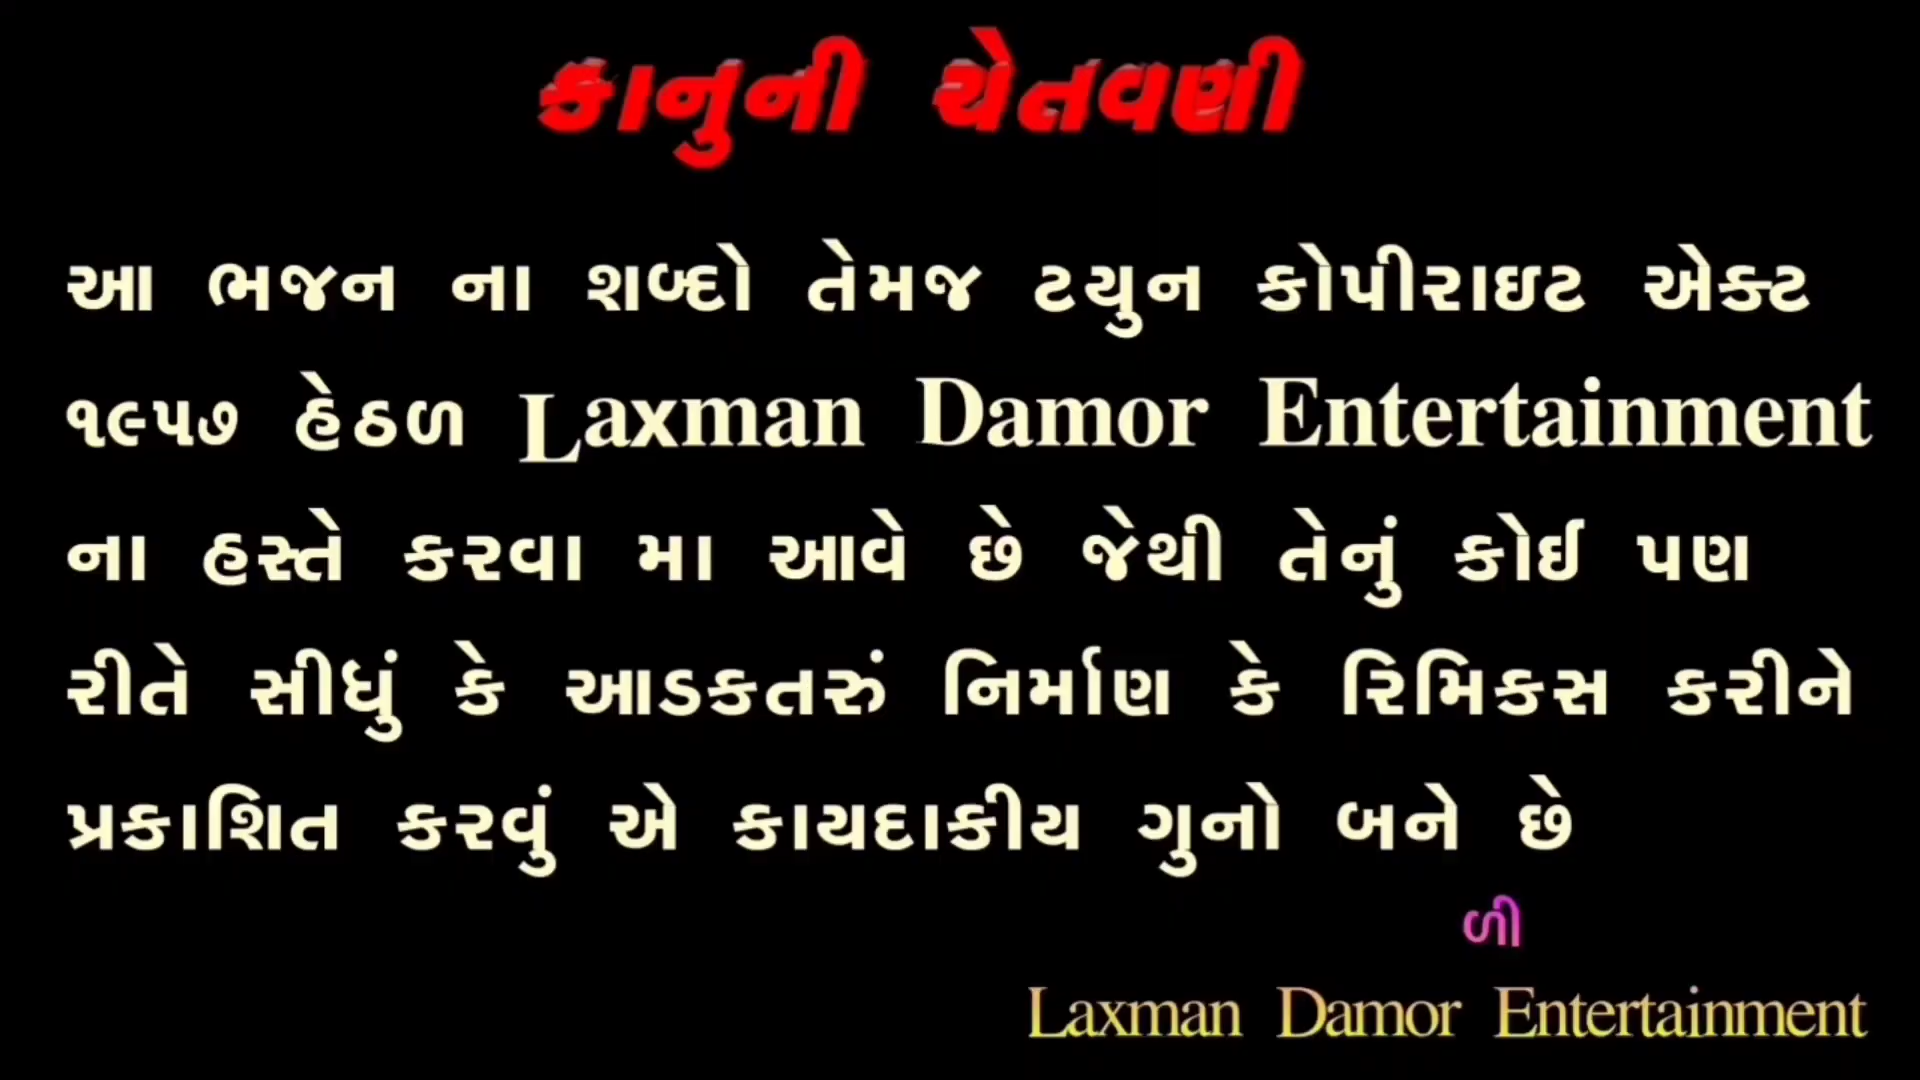 કાનુની ચેતવણી
આ ભજન ના શબ્દો તેમજ ટયુન કોપીરાઇટ એક્ટ
૧૯૫૭ હેઠળ Laxman Damor Entertainment
ના હસ્તે કરવા મા આવે છે જેથી તેનું કોઈ પણ
રીતે સીધું કે આડકતરું નિર્માણ કે રિમિકસ કરીને
પ્રકાશિત કરવું એ કાયદાકીય ગુનો બને છે
ળી
Laxman Damor Entertainment